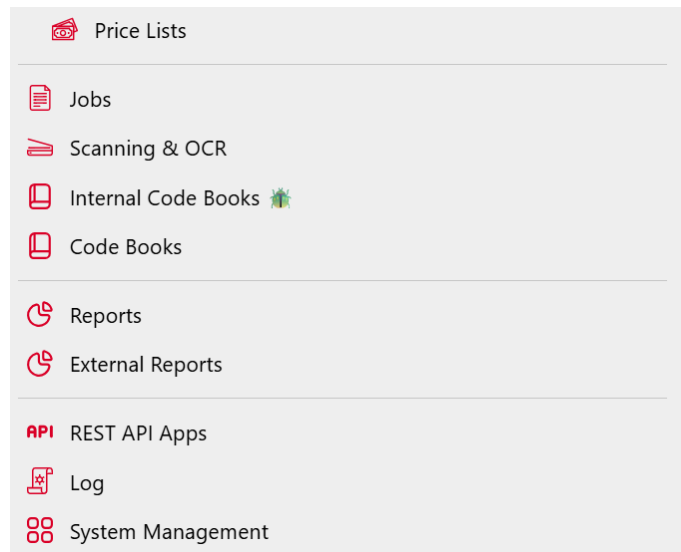 Price Lists
Jobs
Scanning & OCR
Internal Code Books
Code Books
Reports
External Reports
API REST API Apps
Log
System Management